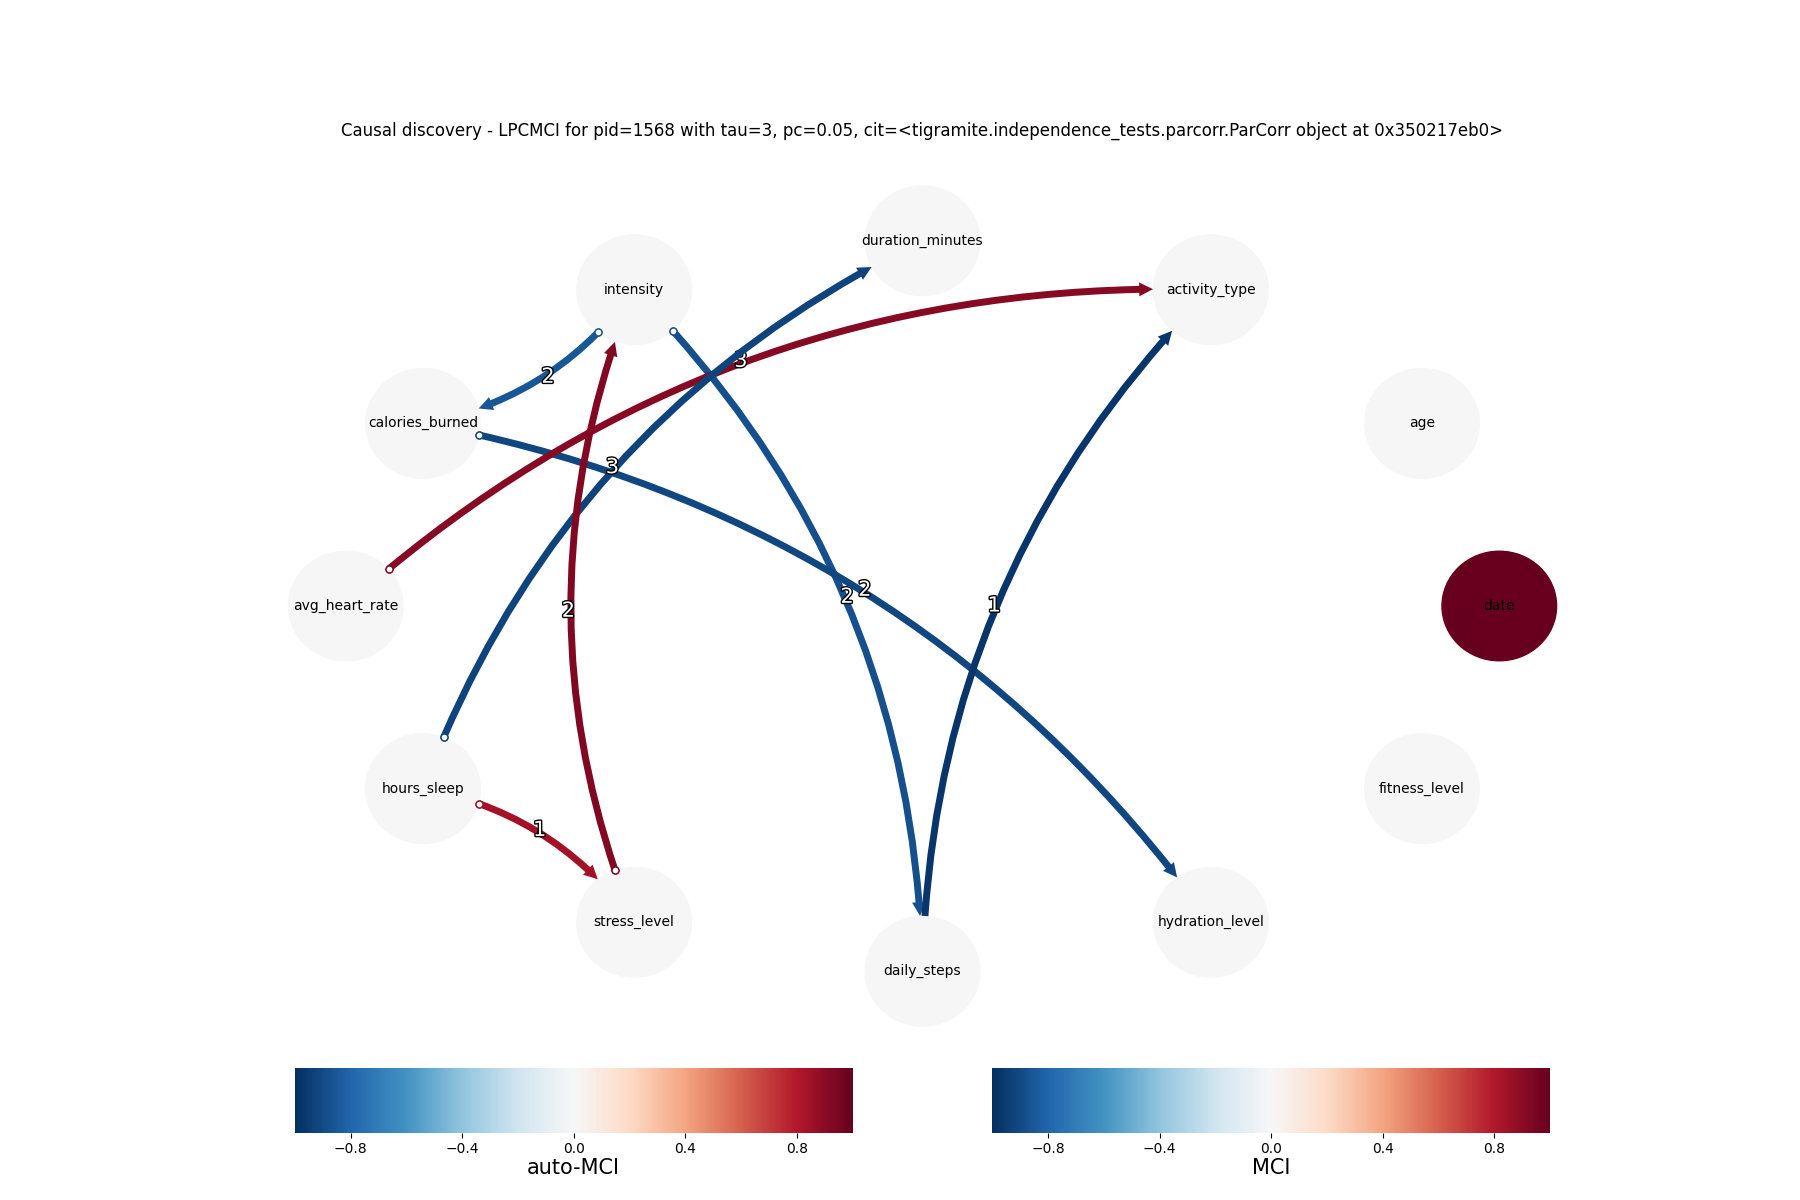 Causal discovery - LPCMCI for pid=1568 with tau=3, pc=0.05, cit=<tigramite.independence_tests.parcorr.ParCorr object at 0x350217eb0>
duration_minutes
intensity
activity_type
3
2
calories_burned
age
3
2
2
avg_heart_rate
2
1
date
hours_sleep
fitness_level
1
stress_level
hydration_level
daily_steps
−0.8 −0.4 0.0 0.4 0.8
auto-MCI
−0.8 −0.4 0.0 0.4 0.8
MCI